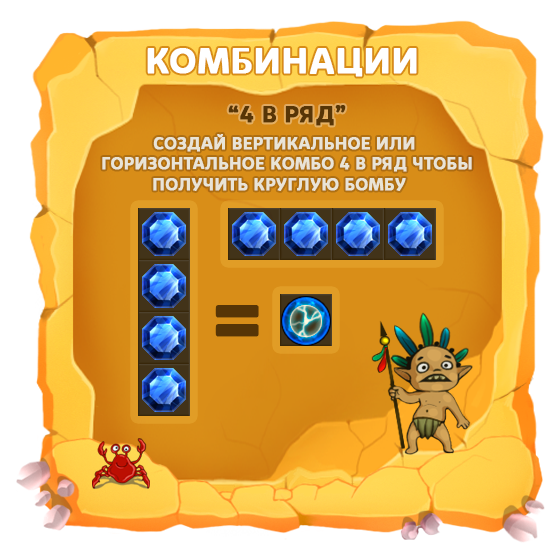 КОМБИНАЦИИ
“4 В РЯД”
СОЗДАЙ ВЕРТИКАЛЬНОЕ ИЛИ
ГОРИЗОНТАЛЬНОЕ КОМБО 4 В РЯД ЧТОБЫ
ПОЛУЧИТЬ КРУГЛУЮ БОМБУ
=